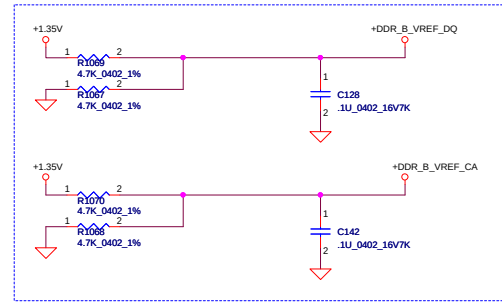 +1.35V
+DDR_B_VREF_DQ
1 2
R1069
4.7K_0402_1%
1 2
R1067
4.7K_0402_1%
1
C128
.1U_0402_16V7K
2
+1.35V
+DDR_B_VREF_CA
1 2
R1070
4.7K_0402_1%
1 2
R1068
4.7K_0402_1%
1
C142
.1U_0402_16V7K
2